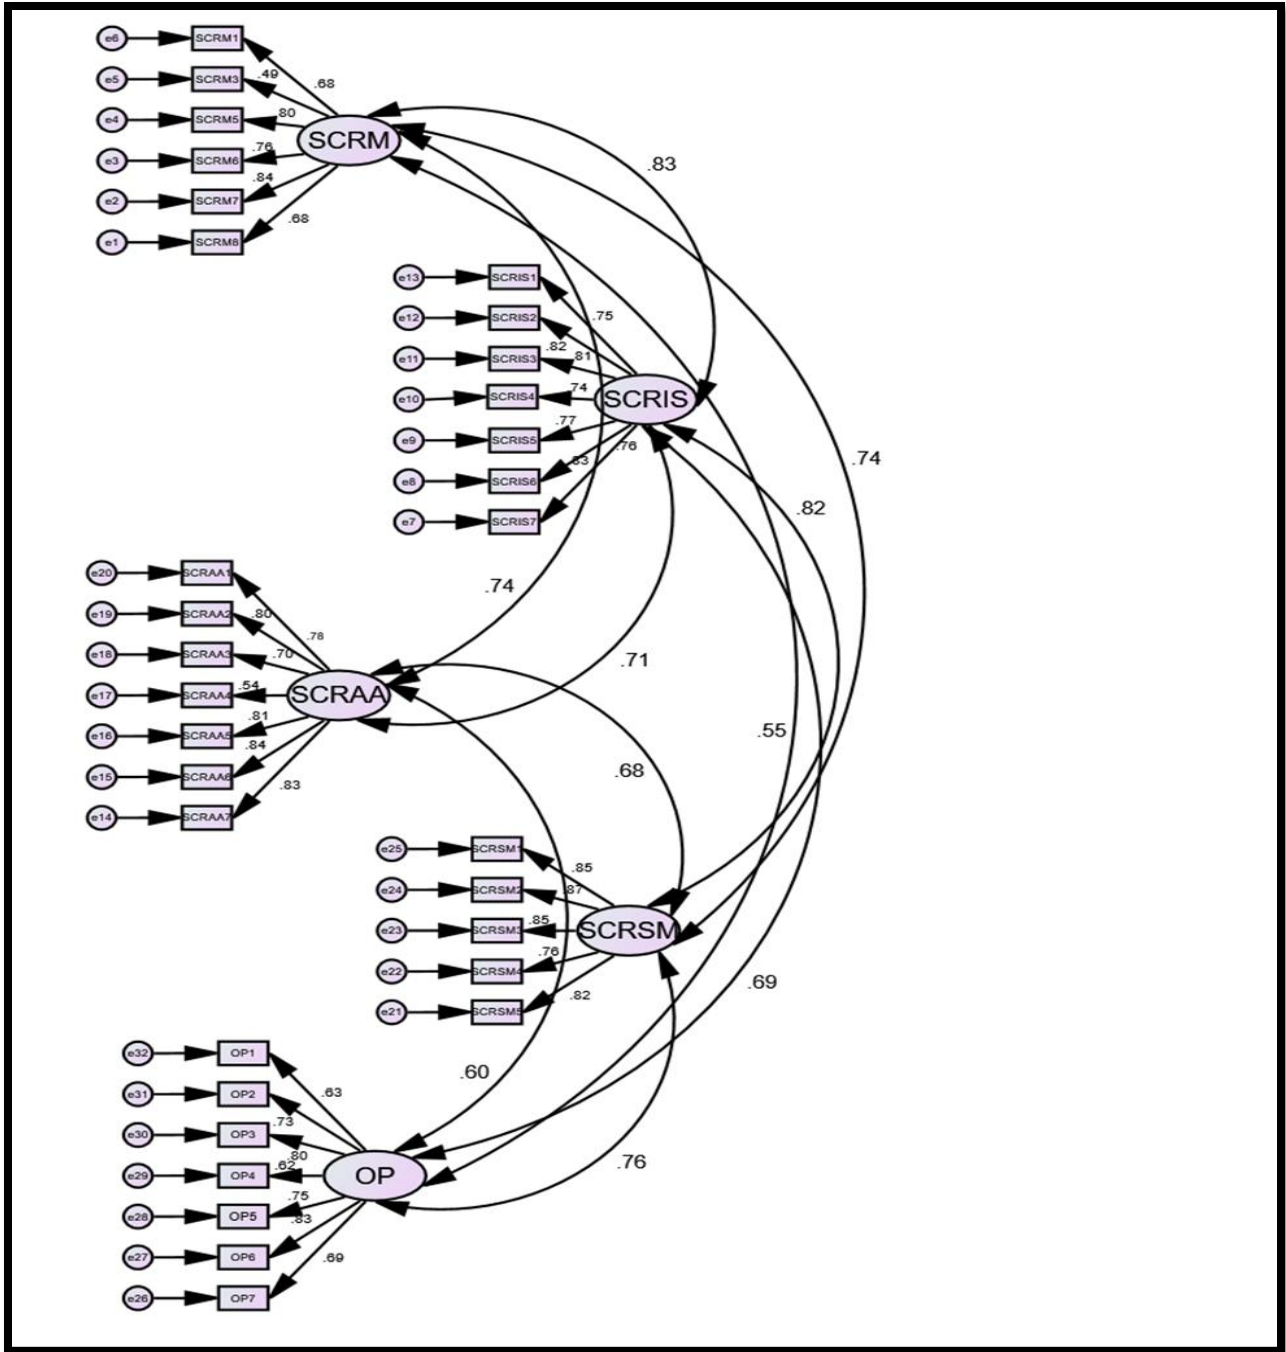 e6 SCRM1
.68
e5 SCRM3 .49
e4 SCRM5 .80
SCRM
e3 SCRM6 .76
e2 SCRM7 .84
.68
e1 SCRM8
.83
e13 SCRIS1
.75
e12 SCRIS2
.82
e11 SCRIS3 .81
e10 SCRIS4 .74
SCRIS
.77
e9 SCRIS5 .76
.83
e8 SCRIS6
e7 SCRIS7
.74
.82
.74
e20 SCRAA1
e19 SCRAA2 .80
.78
e18 SCRAA3 .70
.71
e17 SCRAA4 .54
SCRAA
.81
e16 SCRAA5
.84
e15 SCRAA6
.83
e14 SCRAA7
.55
.68
e25 SCRSM1
.85
e24 SCRSM2 .87
.85
e23 SCRSM3
SCRSM
.76
e22 SCRSM4
.82
e21 SCRSM5
.69
e32 OP1
.60
.63
e31 OP2
.73
e30 OP3
.80
.62
e29 OP4
OP
.76
.75
e28 OP5
.83
e27 OP6
.69
e26 OP7